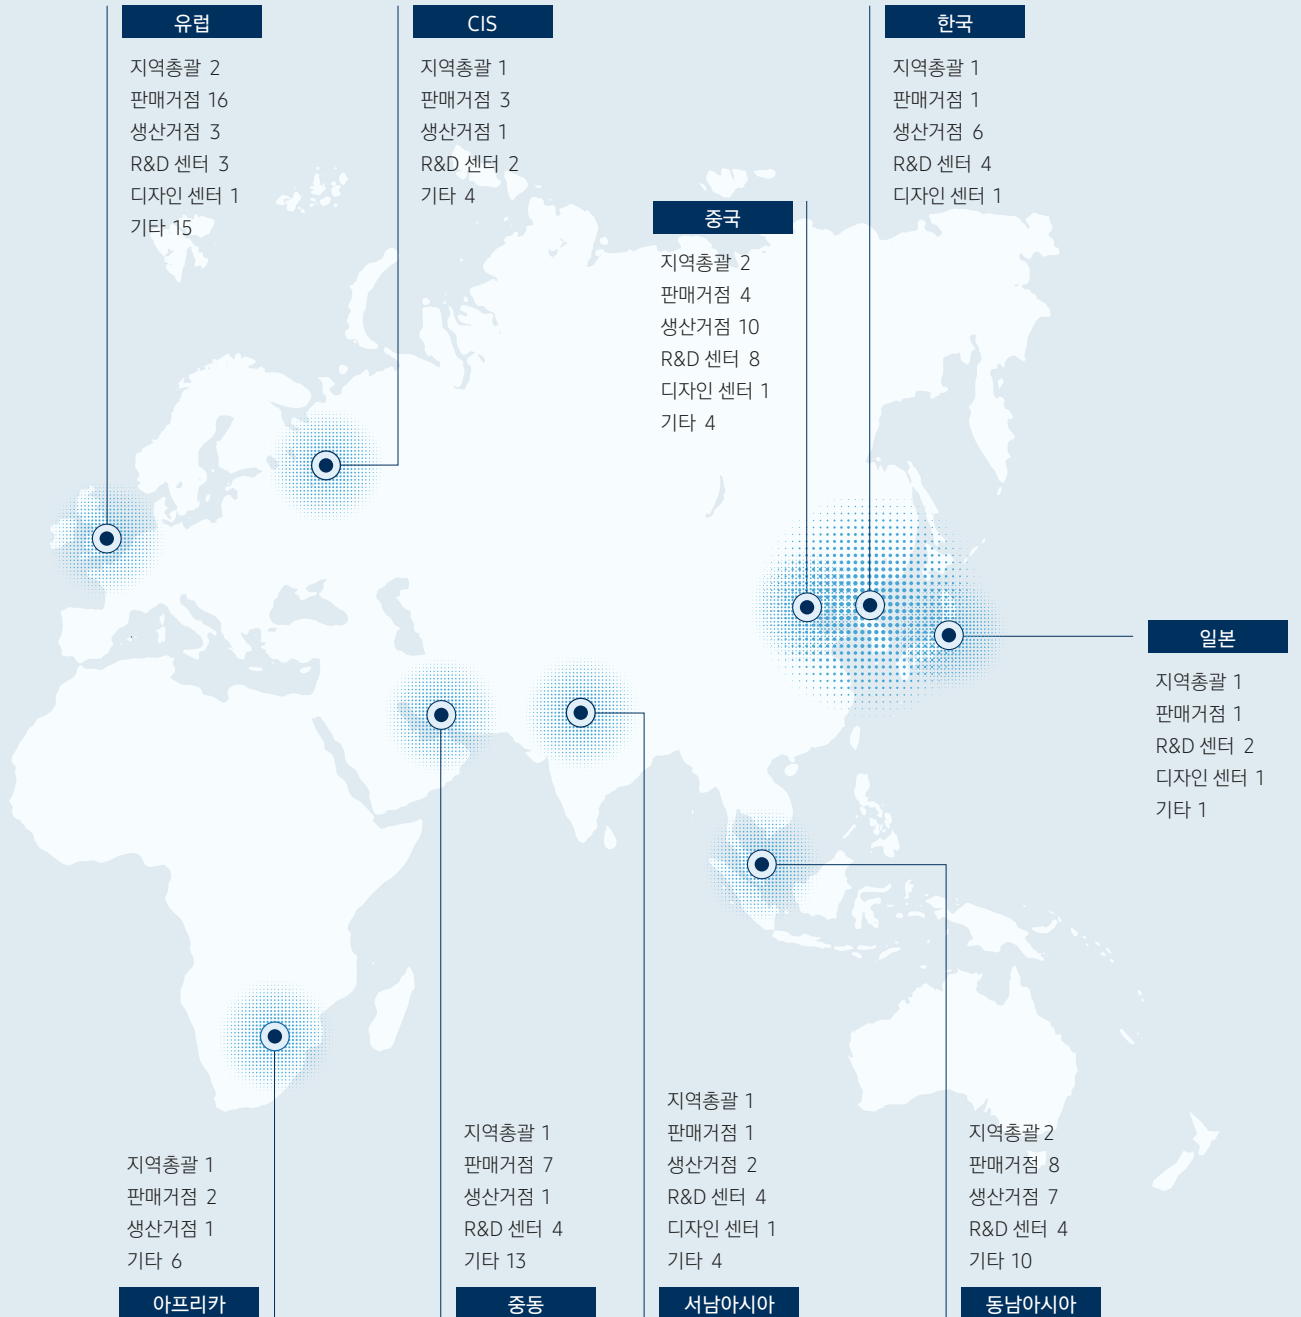 유럽
지역총괄 2
판매거점 16
생산거점 3
R&D 센터 3
디자인 센터 1
기타 15
CIS
지역총괄 1
판매거점 3
생산거점 1
R&D 센터 2
기타 4
한국
지역총괄 1
판매거점 1
생산거점 6
R&D 센터 4
디자인 센터 1
중국
지역총괄 2
판매거점 4
생산거점 10
R&D 센터 8
디자인 센터 1
기타 4
일본
지역총괄 1
판매거점 1
R&D 센터 2
디자인 센터 1
기타 1
지역총괄 1
판매거점 2
생산거점 1
기타 6
아프리카
지역총괄 1
판매거점 7
생산거점 1
R&D 센터 4
기타 13
중동
지역총괄 1
판매거점 1
생산거점 2
R&D 센터 4
디자인 센터 1
기타 4
서남아시아
지역총괄 2
판매거점 8
생산거점 7
R&D 센터 4
기타 10
동남아시아